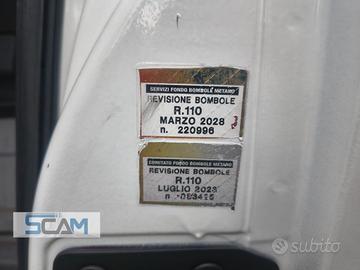 SERVIZI FONDO BOMBOLE METANO
REVISIONE BOMBOLE
R.110
MARZO 2028
n. 220996
COMITATO FONDO BOMBOLE METANO
REVISIONE BOMBOLE
R.110
LUGLIO 2023
n
SCAM
subito